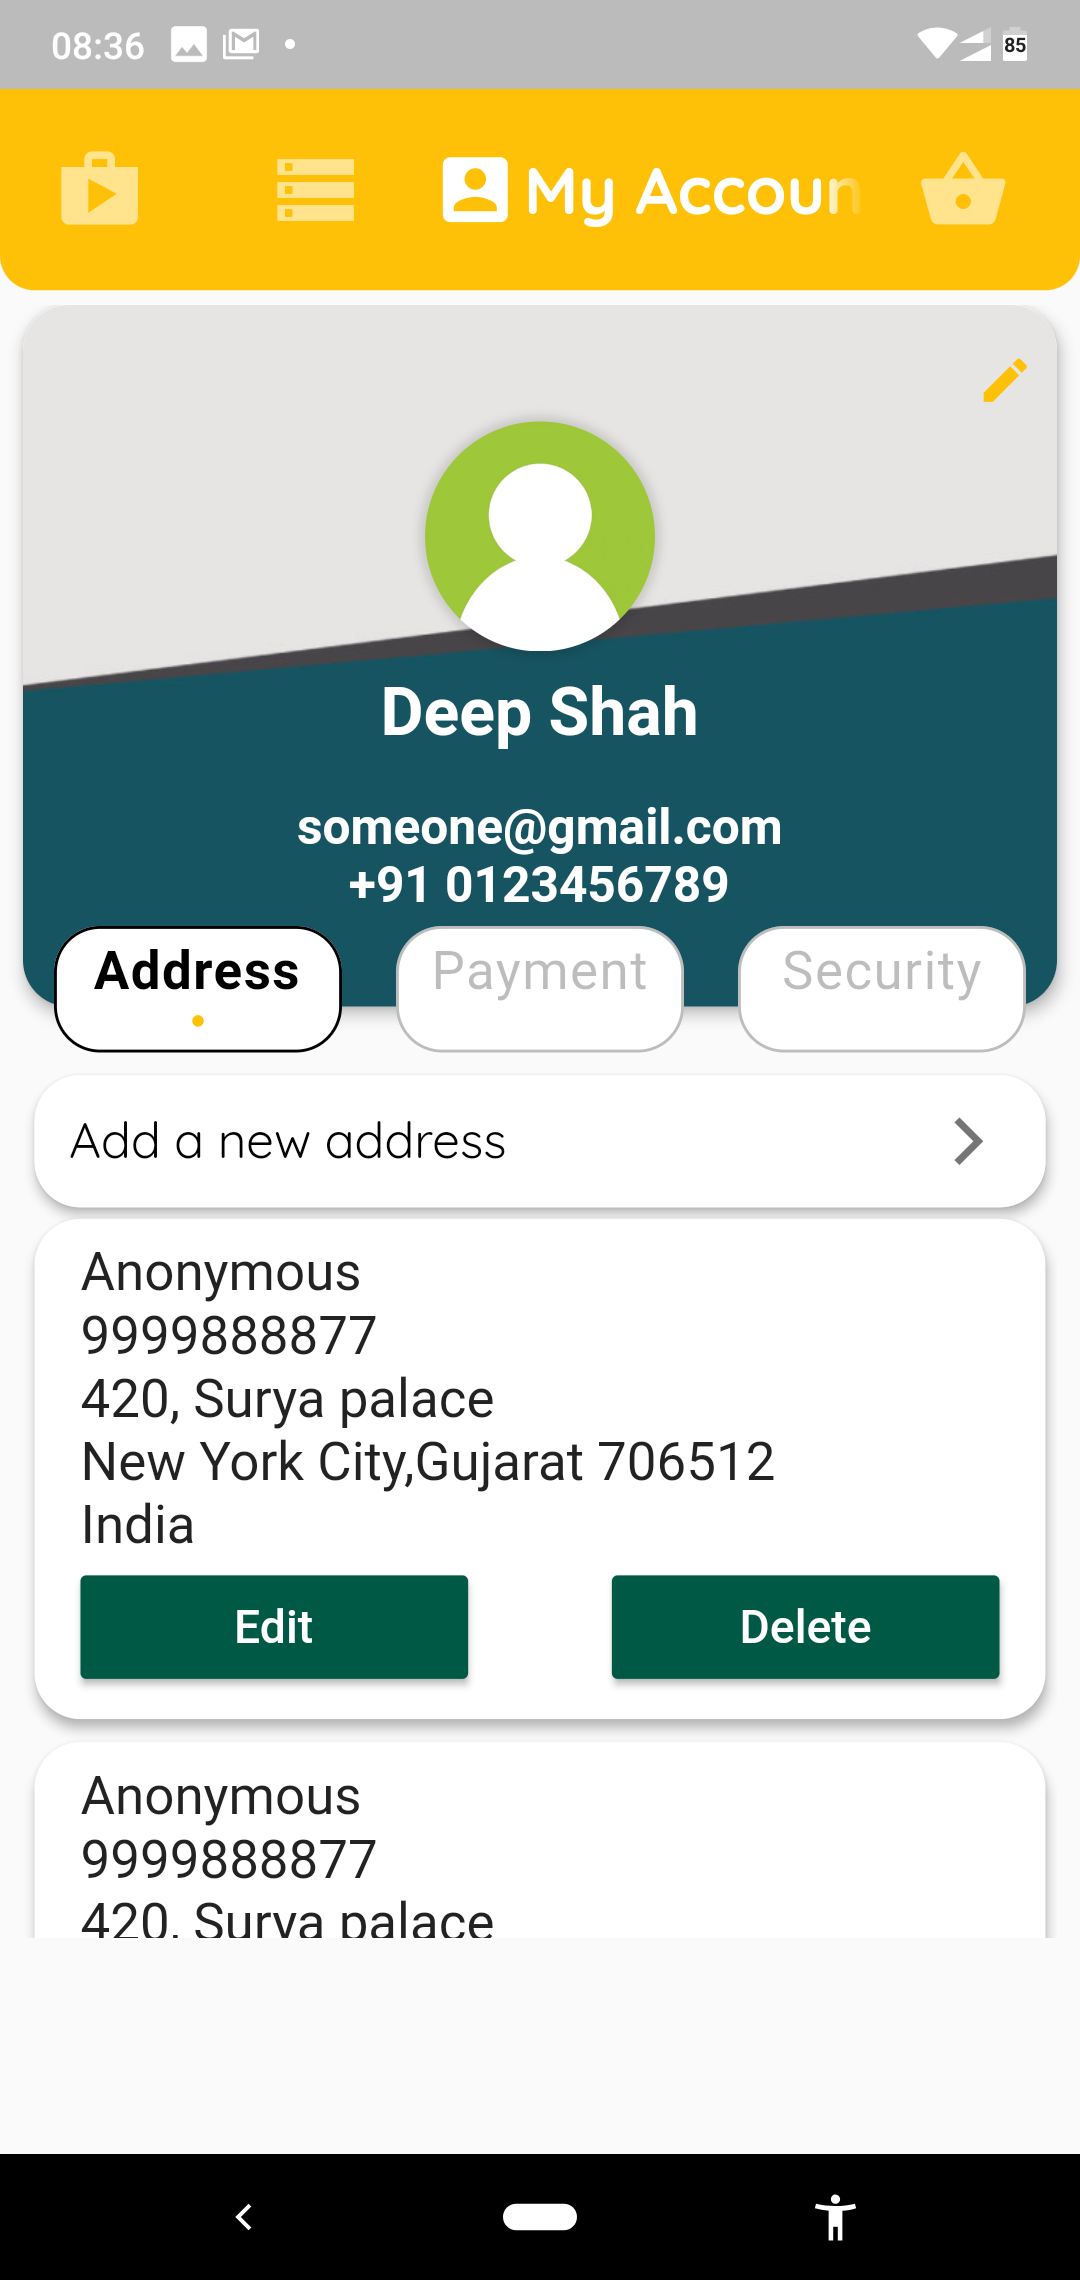 08:36
85
My Accoun
Deep Shah
someone@gmail.com
+91 0123456789
Address
Payment
Security
Add a new address
Anonymous
9999888877
420, Surya palace
New York City,Gujarat 706512
India
Edit
Delete
Anonymous
9999888877
420, Surya palace